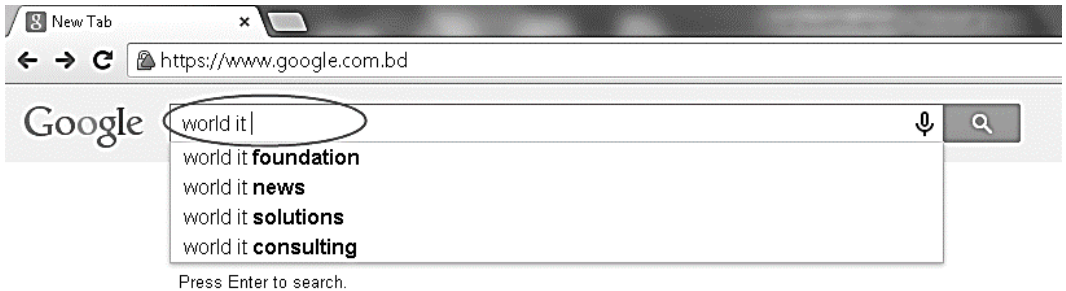 8 New Tab
https://www.google.com.bd
Google world it
world it foundation
world it news
world it solutions
world it consulting
Press Enter to search.